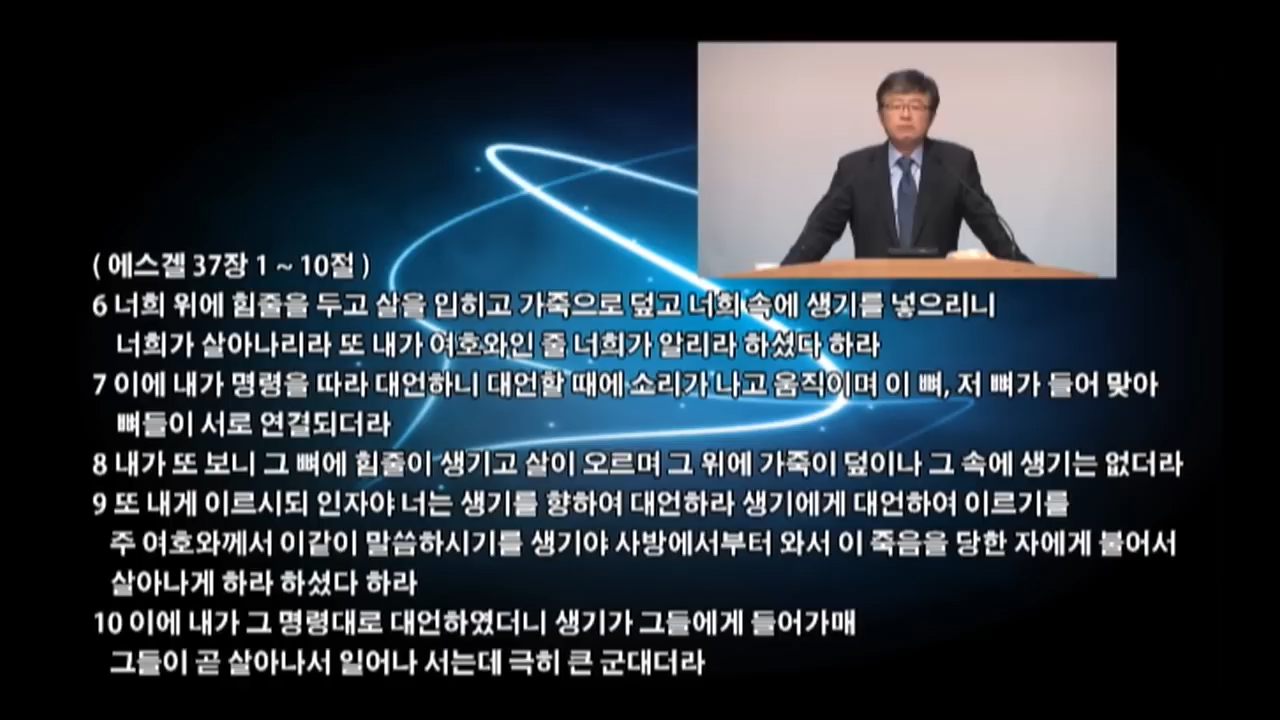 ( 에스겔 37장 1 ~ 10절 )
6 너희 위에 힘줄을 두고 살을 입히고 가죽으로 덮고 너희 속에 생기를 넣으리니
너희가 살아나리라 또 내가 여호와인 줄 너희가 알리라 하셨다 하라
7 이에 내가 명령을 따라 대언하니 대언할 때에 소리가 나고 움직이며 이 뼈, 저 뼈가 들어 맞아
뼈들이 서로 연결되더라
8 내가 또 보니 그 뼈에 힘줄이 생기고 살이 오르며 그 위에 가죽이 덮이나 그 속에 생기는 없더라
9 또 내게 이르시되 인자야 너는 생기를 향하여 대언하라 생기에게 대언하여 이르기를
주 여호와께서 이같이 말씀하시기를 생기야 사방에서부터 와서 이 죽음을 당한 자에게 불어서
살아나게 하라 하셨다 하라
10 이에 내가 그 명령대로 대언하였더니 생기가 그들에게 들어가매
그들이 곧 살아나서 일어나 서는데 극히 큰 군대더라